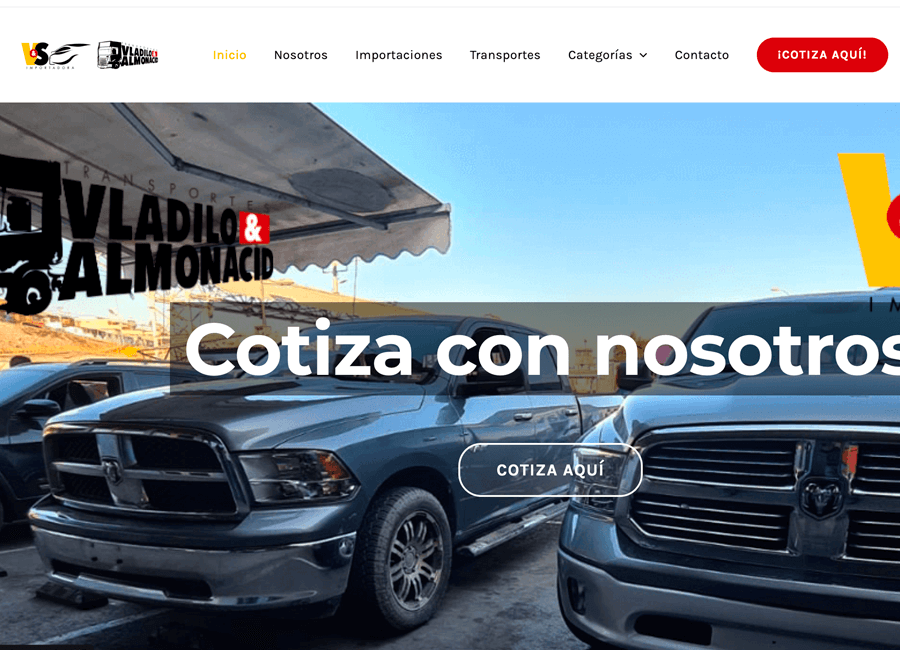 V&S
IMPORTADORA
VLADILO&
ALMONACID
Inicio
Nosotros
Importaciones
Transportes
Categorías
Contacto
¡COTIZA AQUÍ!
TRANSPORTES
VLADILO&
ALMONACID
V
I M
Cotiza con nosotros
COTIZA AQUÍ